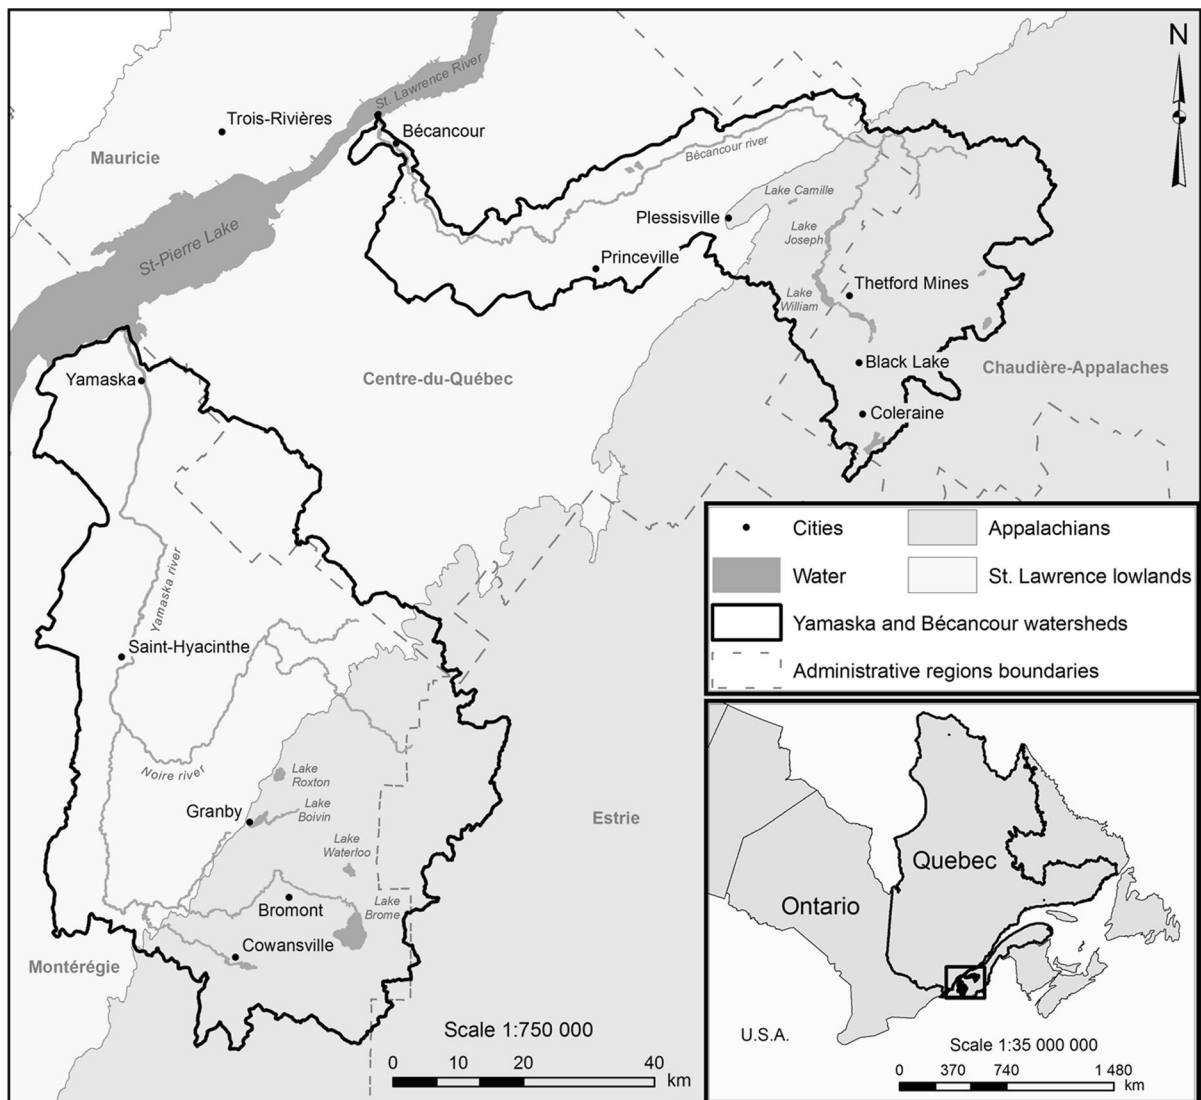 N
St. Lawrence River
Trois-Rivières
Bécancour
Mauricie
Bécancour river
Lake Camille
Plessisville
St-Pierre Lake
Lake
Joseph
Princeville
Thetford Mines
Lake
William
Black Lake
Chaudière-Appalaches
Yamaska
Centre-du-Québec
Coleraine
Cities
Appalachians
Water
St. Lawrence lowlands
Yamaska and Bécancour watersheds
Administrative regions boundaries
Yamaska river
Saint-Hyacinthe
Noire river
Lake
Roxton
Granby
Lake
Boivin
Estrie
Lake
Waterloo
Bromont
Lake
Brome
Cowansville
Montérégie
Scale 1:750 000
0 10 20 40
km
Quebec
Ontario
U.S.A.
Scale 1:35 000 000
0 370 740 1 480
km